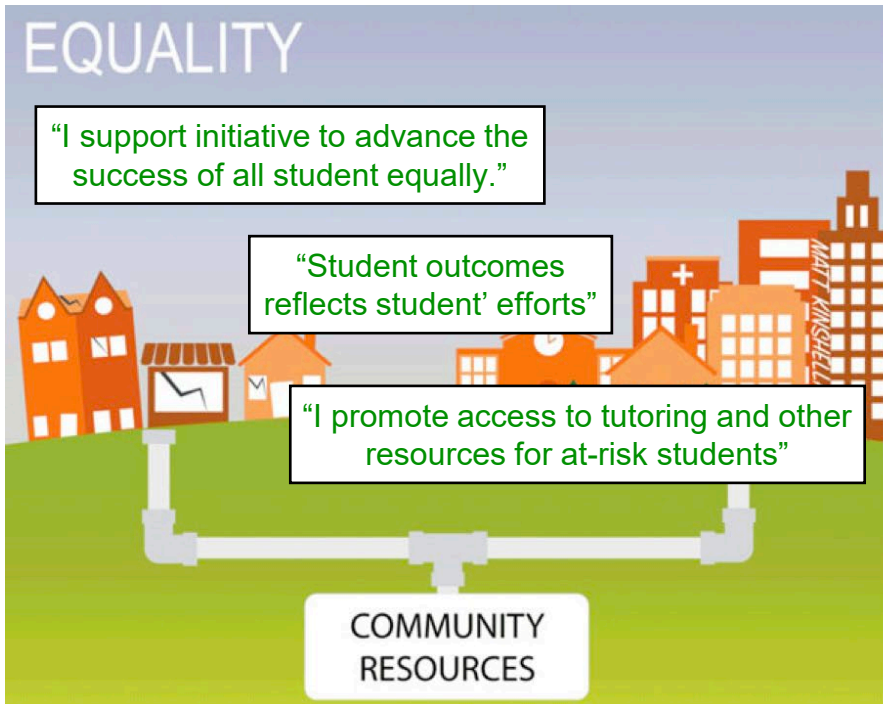 EQUALITY
“I support initiative to advance the
success of all student equally.”
“Student outcomes
reflects student’ efforts”
MATT KINSHELLA
“I promote access to tutoring and other
resources for at-risk students”
COMMUNITY
RESOURCES